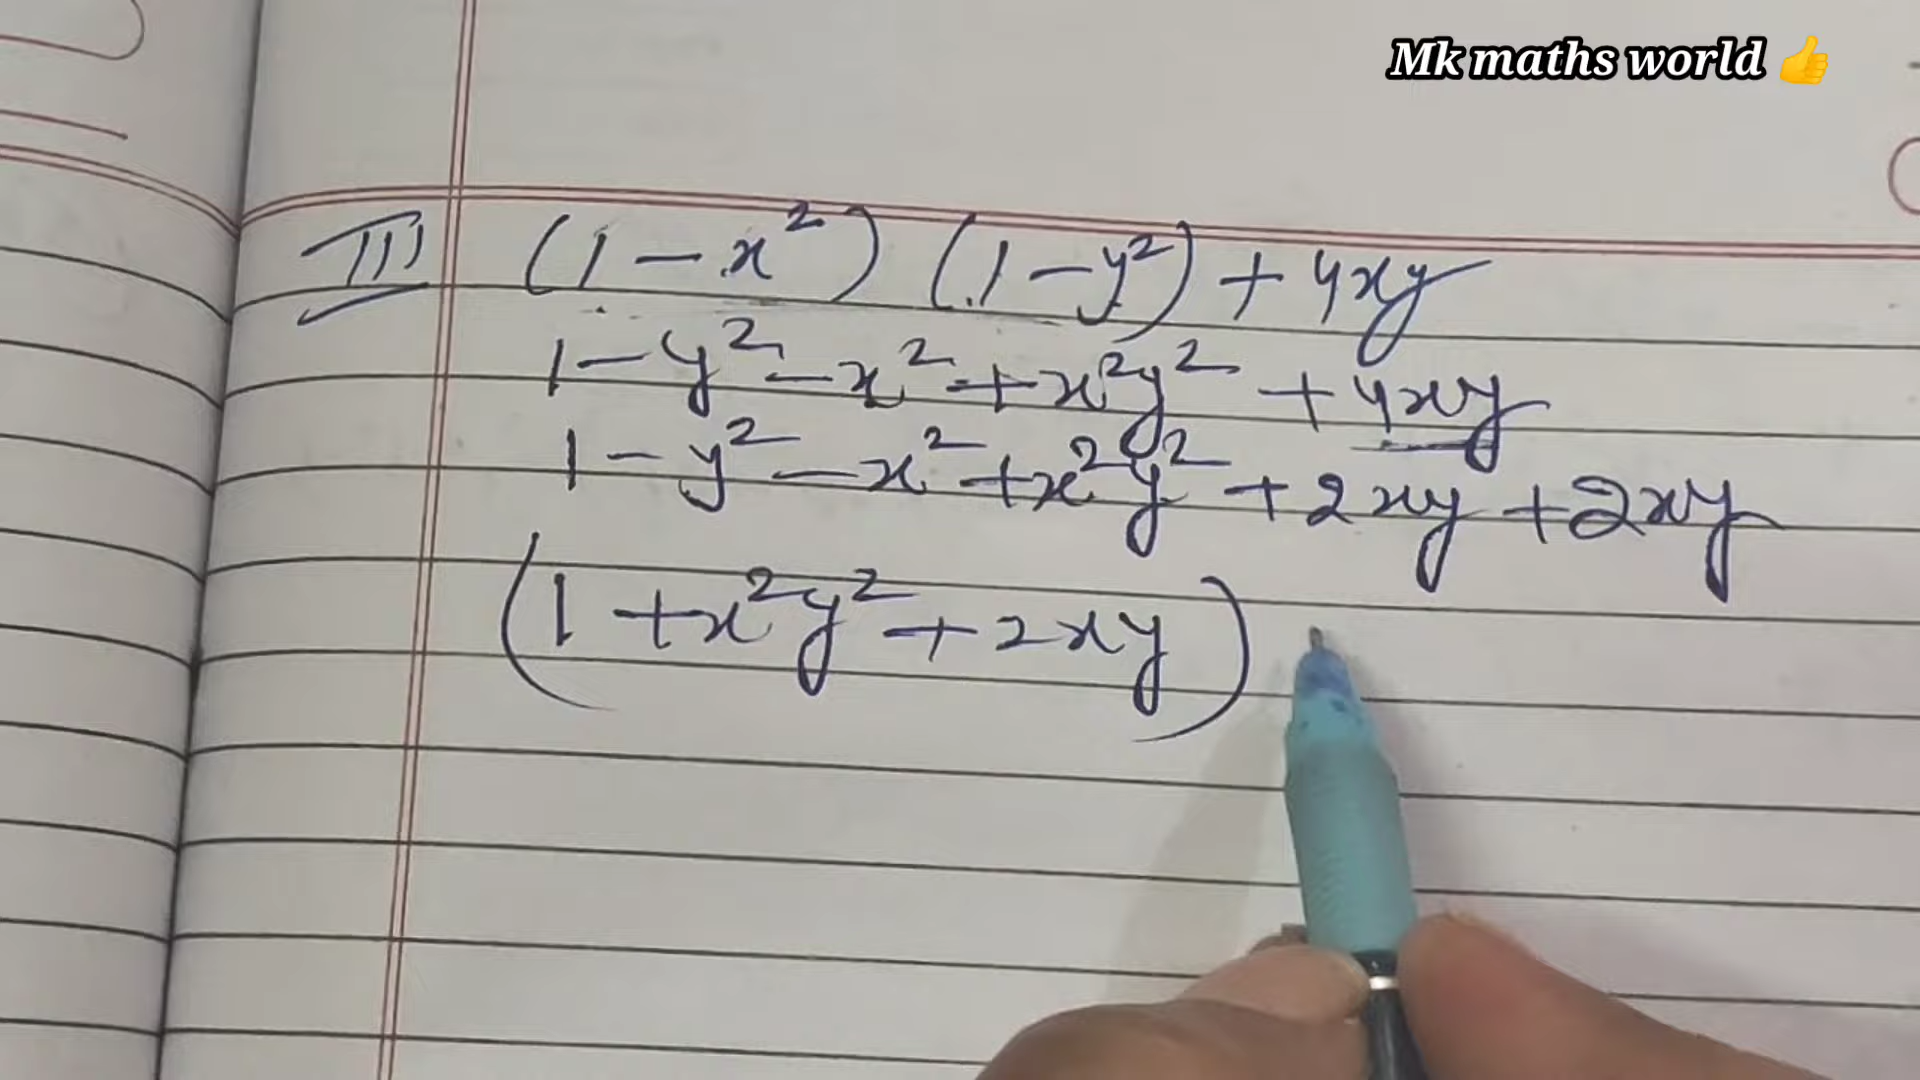 Mk maths world 👍
III (1 - x²) (1 - y²) + 4xy
1 - y² - x² + x²y² + 4xy
1 - y² - x² + x²y² + 2xy + 2xy
(1 + x²y² + 2xy)